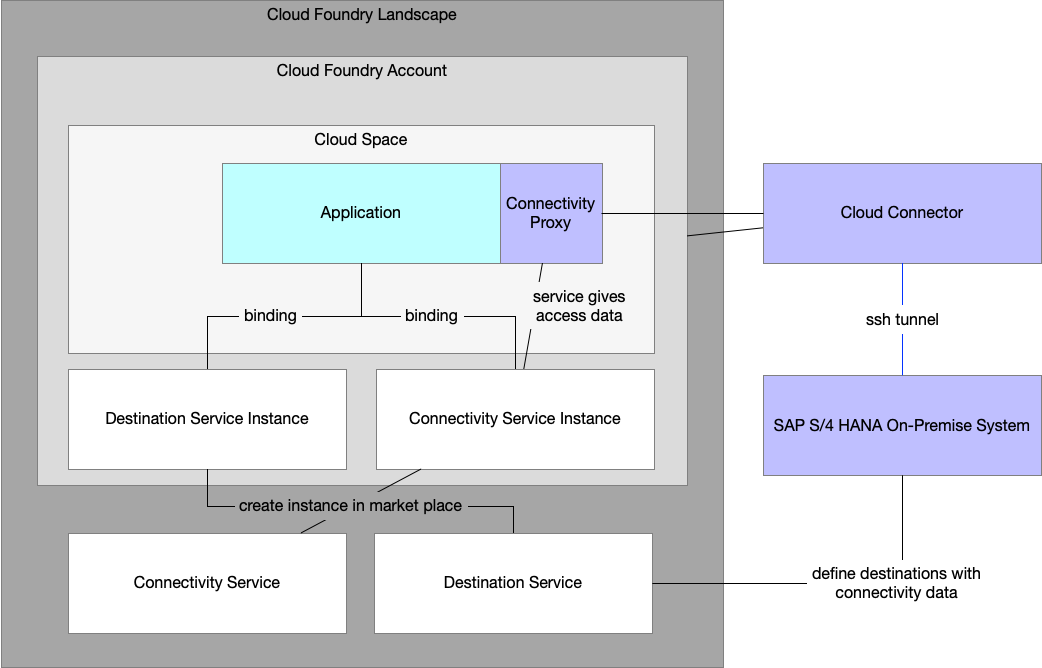 Cloud Foundry Landscape
Cloud Foundry Account
Cloud Space
Application
Connectivity
Proxy
Cloud Connector
binding
binding
service gives
access data
ssh tunnel
Destination Service Instance
Connectivity Service Instance
SAP S/4 HANA On-Premise System
create instance in market place
Connectivity Service
Destination Service
define destinations with
connectivity data